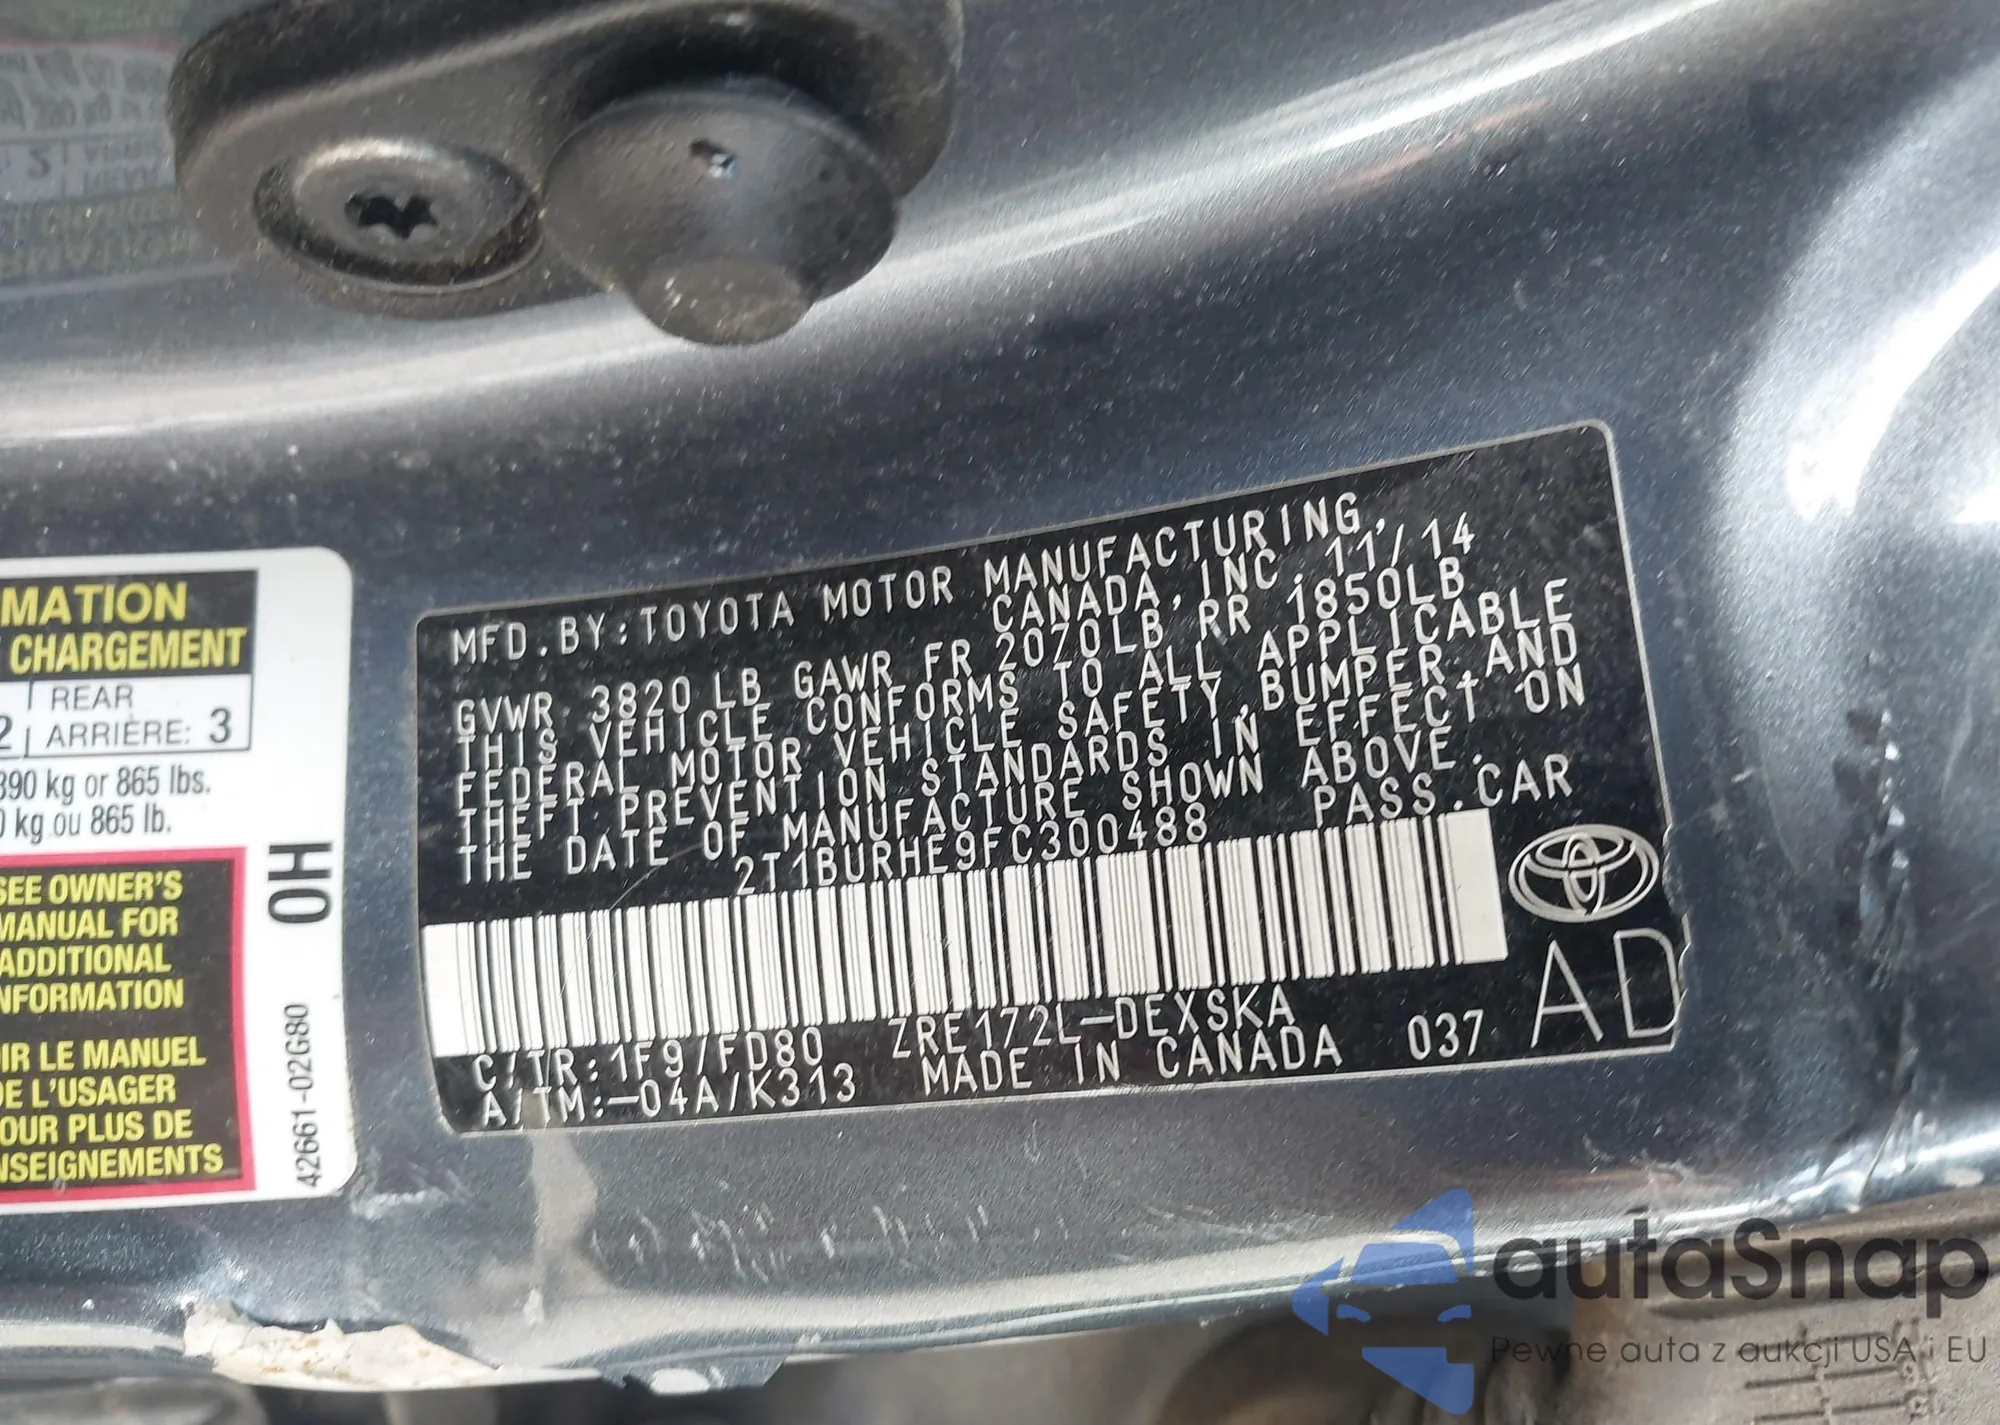 MATION
CHARGEMENT
REAR
2 ARRIÈRE: 3
390 kg or 865 lbs.
0 kg ou 865 lb.
SEE OWNER'S
MANUAL FOR
ADDITIONAL
NFORMATION
IR LE MANUEL
DE L'USAGER
OUR PLUS DE
NSEIGNEMENTS
0H
42661-02G80
MFD.BY:TOYOTA MOTOR MANUFACTURING,
CANADA, INC. 11/14
GVWR 3820 LB GAWR FR 2070LB RR 1850LB
THIS VEHICLE CONFORMS TO ALL APPLICABLE
FEDERAL MOTOR VEHICLE SAFETY,BUMPER,AND
THEFT PREVENTION STANDARDS IN EFFECT ON
THE DATE OF MANUFACTURE SHOWN ABOVE.
2T1BURHE9FC300488 PASS.CAR
C/TR:1F9/FD80 ZRE172L-DEXSKA
A/TM:-04A/K313 MADE IN CANADA 037
AD
autaSnap
Pewne auta z aukcji USA i EU